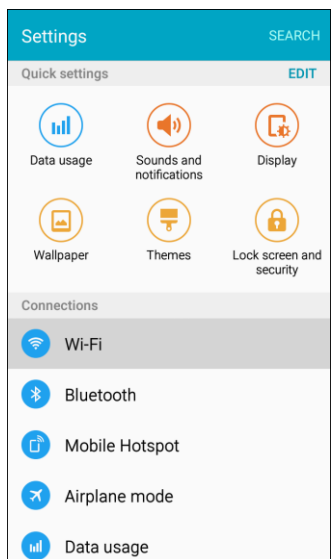 Settings SEARCH
Quick settings EDIT
Data usage
Sounds and
notifications
Display
Wallpaper
Themes
Lock screen and
security
Connections
Wi-Fi
Bluetooth
Mobile Hotspot
Airplane mode
Data usage